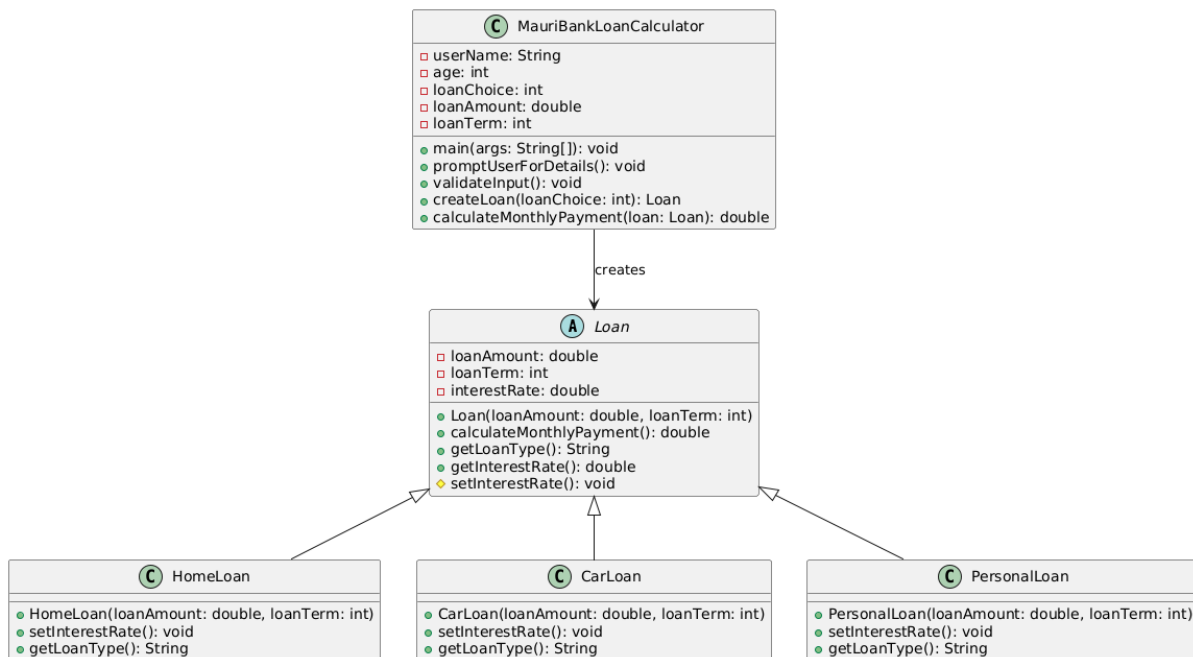 C MauriBankLoanCalculator
userName: String
age: int
loanChoice: int
loanAmount: double
loanTerm: int
main(args: String[]): void
promptUserForDetails(): void
validateInput(): void
createLoan(loanChoice: int): Loan
calculateMonthlyPayment(loan: Loan): double
creates
A Loan
loanAmount: double
loanTerm: int
interestRate: double
Loan(loanAmount: double, loanTerm: int)
calculateMonthlyPayment(): double
getLoanType(): String
getInterestRate(): double
setInterestRate(): void
C HomeLoan
HomeLoan(loanAmount: double, loanTerm: int)
setInterestRate(): void
getLoanType(): String
C CarLoan
CarLoan(loanAmount: double, loanTerm: int)
setInterestRate(): void
getLoanType(): String
C PersonalLoan
PersonalLoan(loanAmount: double, loanTerm: int)
setInterestRate(): void
getLoanType(): String